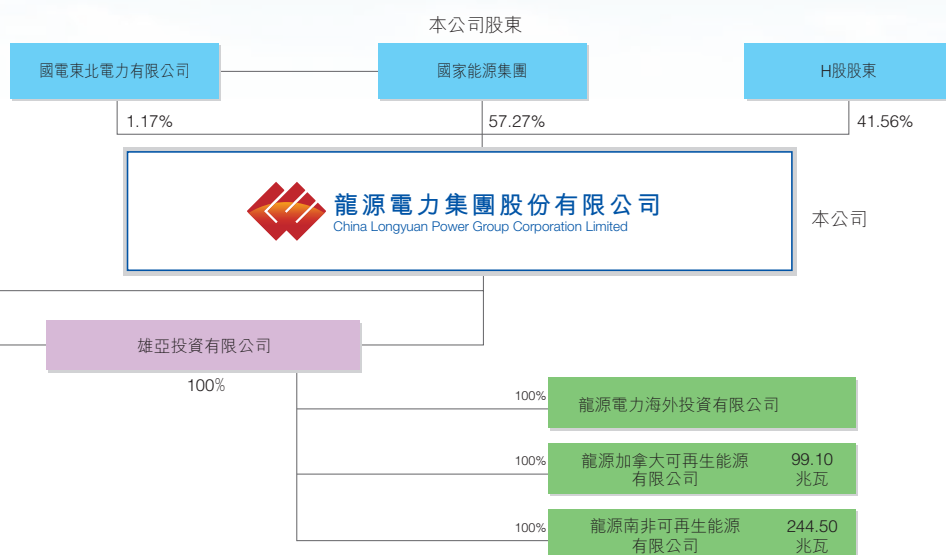 本公司股東
國電東北電力有限公司
國家能源集團
H股股東
1.17%
57.27%
41.56%
龍源電力集團股份有限公司
China Longyuan Power Group Corporation Limited
本公司
雄亞投資有限公司
100%
100%
龍源電力海外投資有限公司
100%
龍源加拿大可再生能源
有限公司
99.10
兆瓦
100%
龍源南非可再生能源
有限公司
244.50
兆瓦